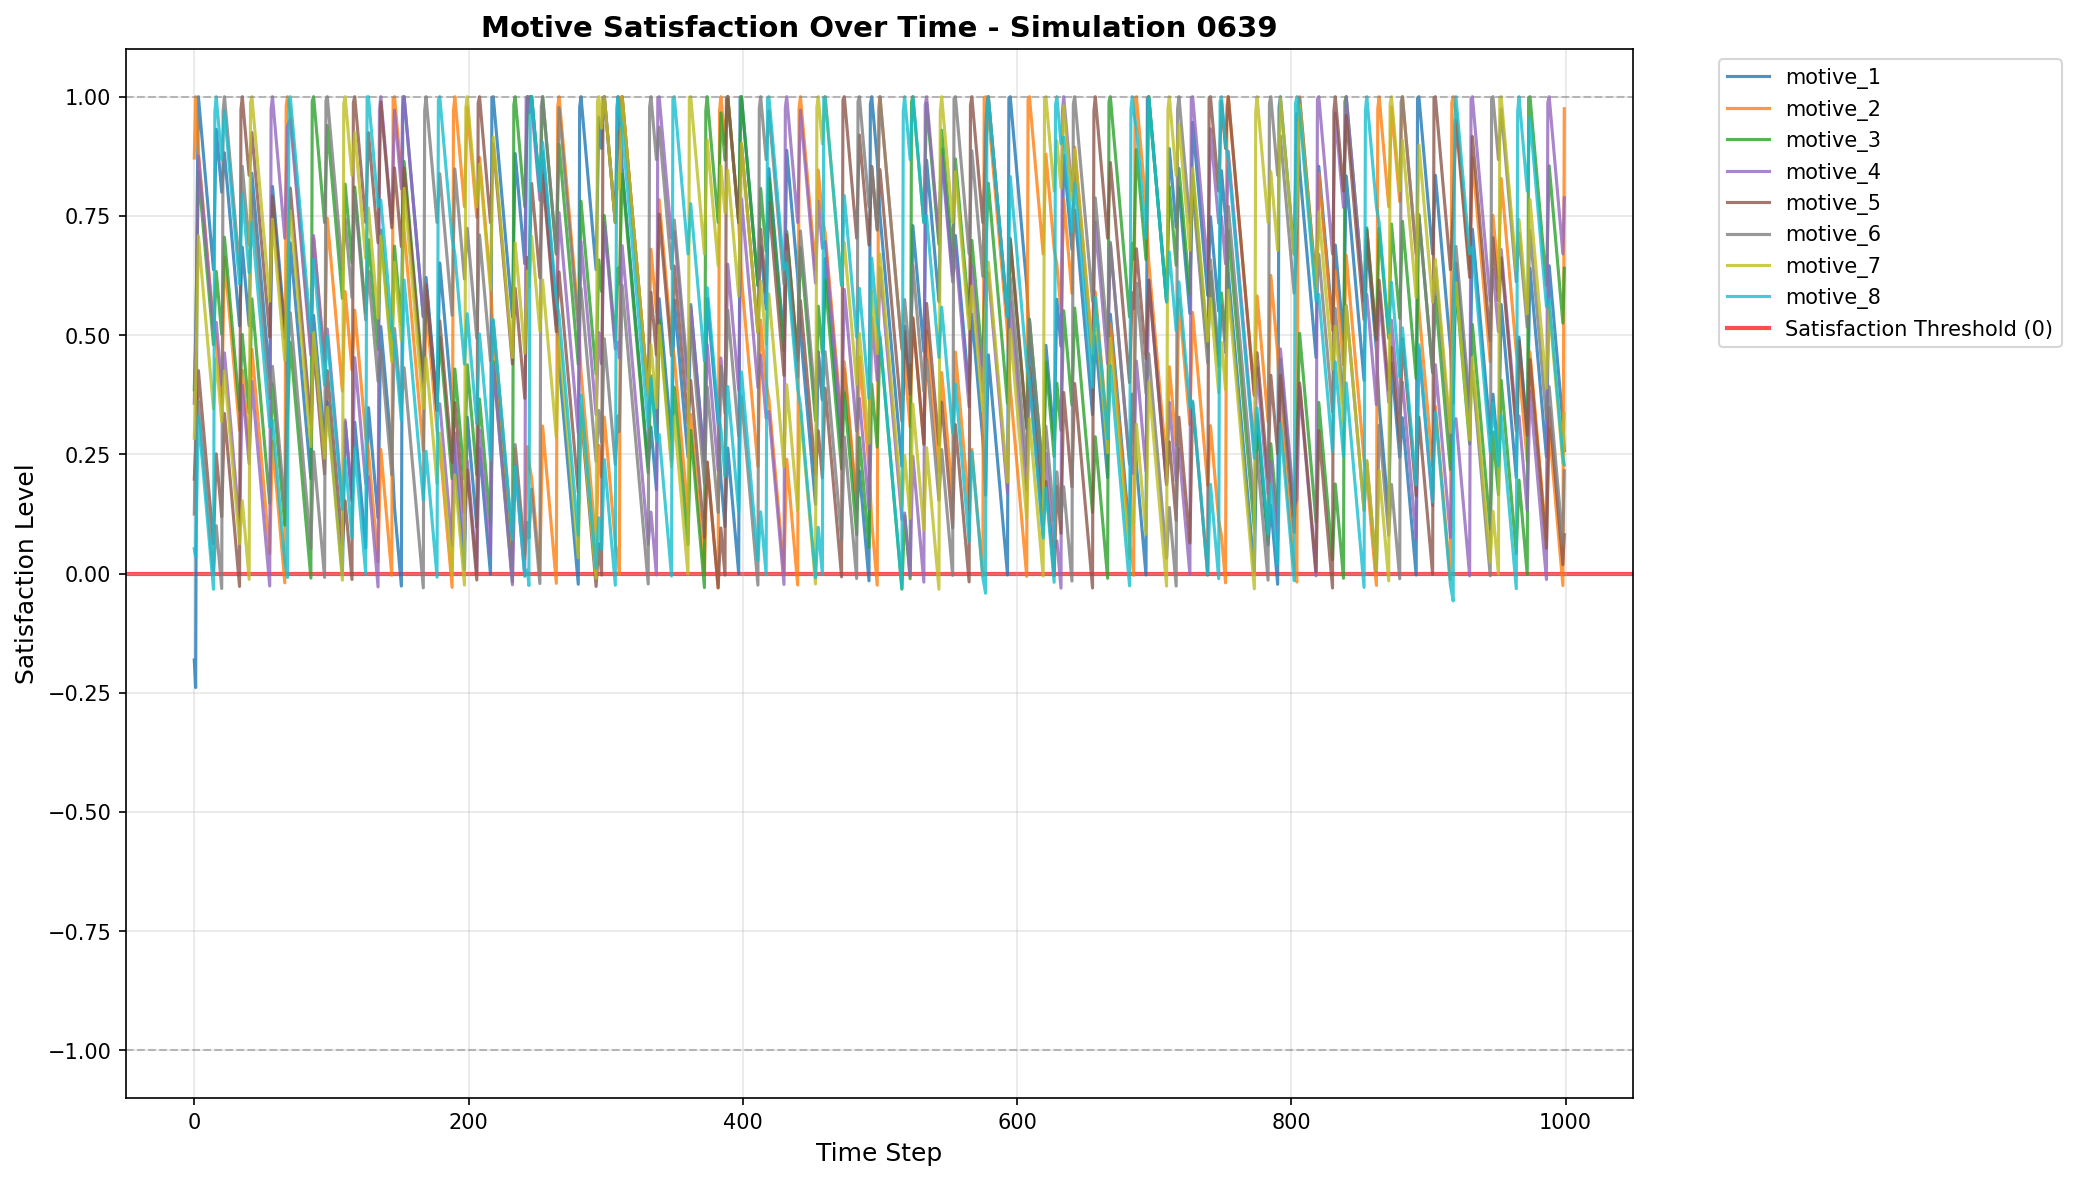 Motive Satisfaction Over Time - Simulation 0639
1.00
0.75
0.50
0.25
0.00
−0.25
−0.50
−0.75
−1.00
Satisfaction Level
0 200 400 600 800 1000
Time Step
motive_1
motive_2
motive_3
motive_4
motive_5
motive_6
motive_7
motive_8
Satisfaction Threshold (0)